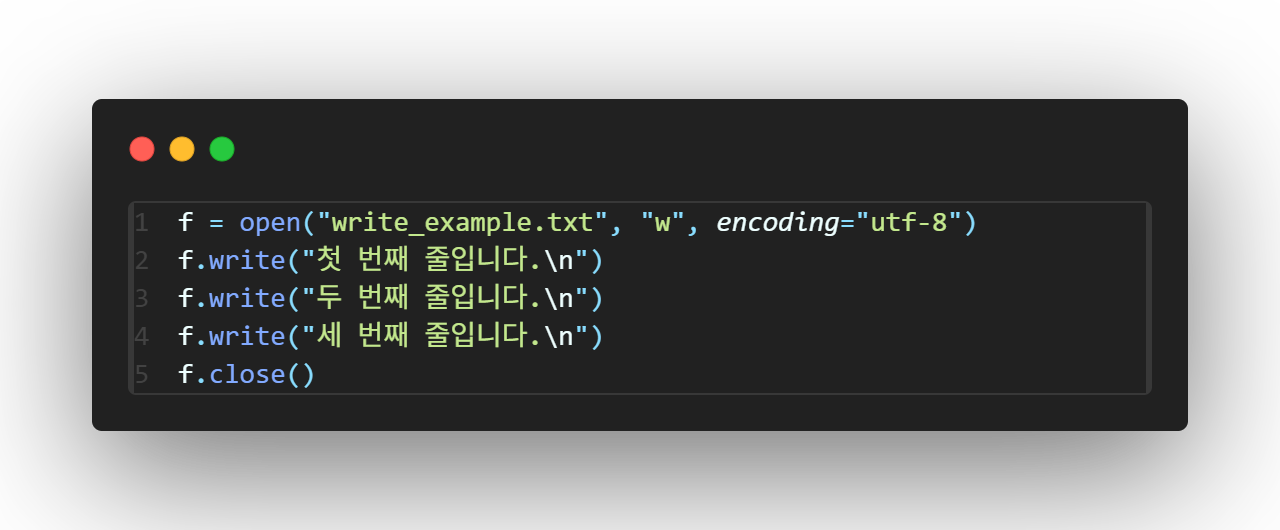 1 f = open("write_example.txt", "w", encoding="utf-8")
2 f.write("첫 번째 줄입니다.\n")
3 f.write("두 번째 줄입니다.\n")
4 f.write("세 번째 줄입니다.\n")
5 f.close()